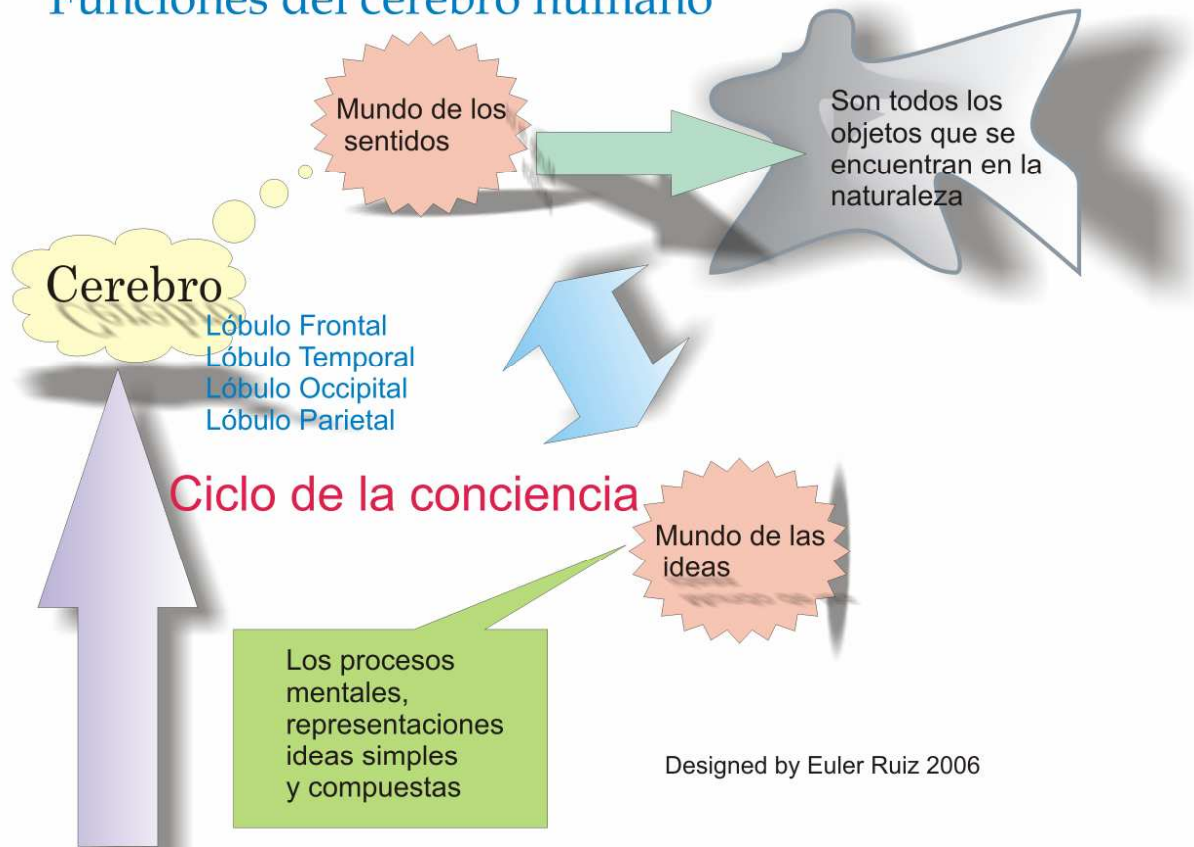 Funciones del cerebro humano
Mundo de los
sentidos
Son todos los
objetos que se
encuentran en la
naturaleza
Cerebro
Lóbulo Frontal
Lóbulo Temporal
Lóbulo Occipital
Lóbulo Parietal
Ciclo de la conciencia
Mundo de las
ideas
Los procesos
mentales,
representaciones
ideas simples
y compuestas
Designed by Euler Ruiz 2006